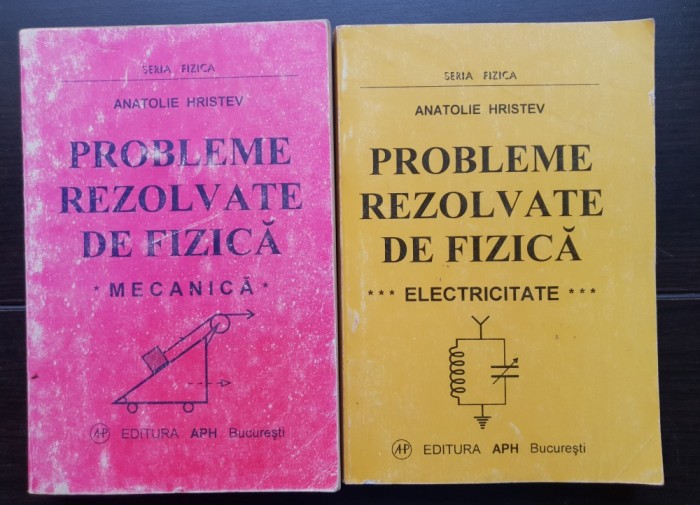 SERIA FIZICA
ANATOLIE HRISTEV
PROBLEME
REZOLVATE
DE FIZICĂ
* MECANICĂ *
AP EDITURA APH București
SERIA FIZICA
ANATOLIE HRISTEV
PROBLEME
REZOLVATE
DE FIZICĂ
*** ELECTRICITATE ***
AP EDITURA APH București